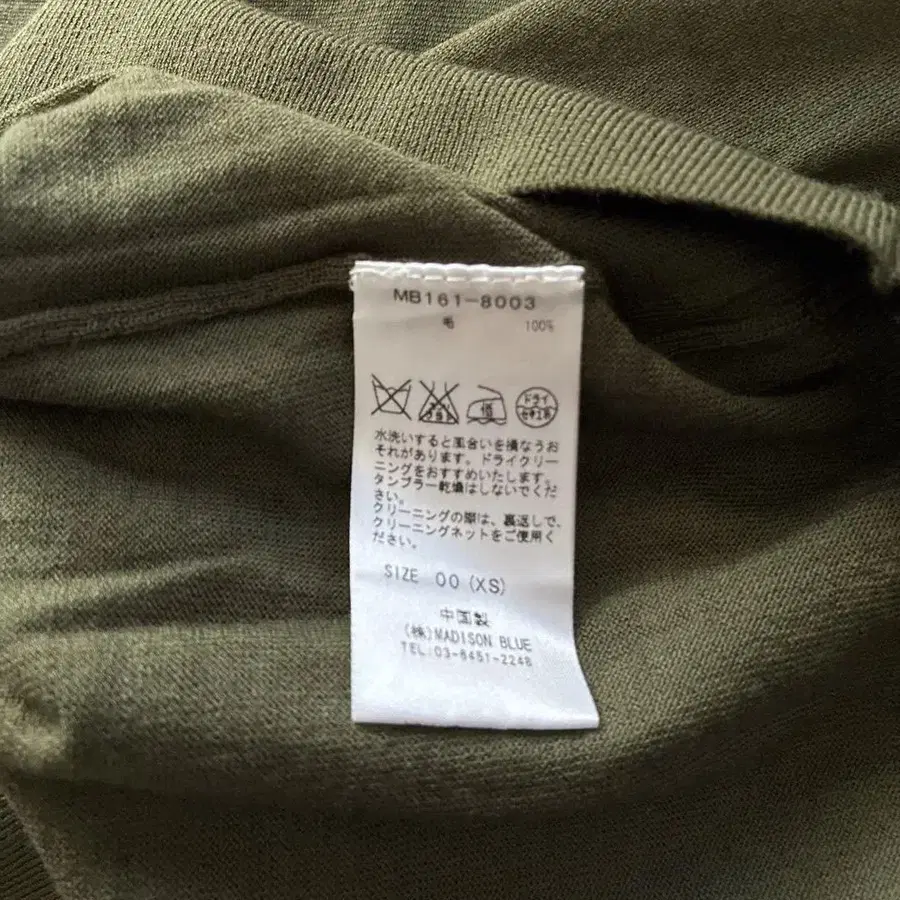 MB161-8003
毛 100%
ドライ
セキユ系
水洗いすると風合いを損なうお
それがあります。ドライクリー
ニングをおすすめいたします。
タンブラー乾燥はしないでくだ
さい。
クリーニングの際は、裏返しで、
クリーニングネットをご使用く
ださい。
SIZE 00 (XS)
中国製
(株)MADISON BLUE
TEL:03-6451-2248